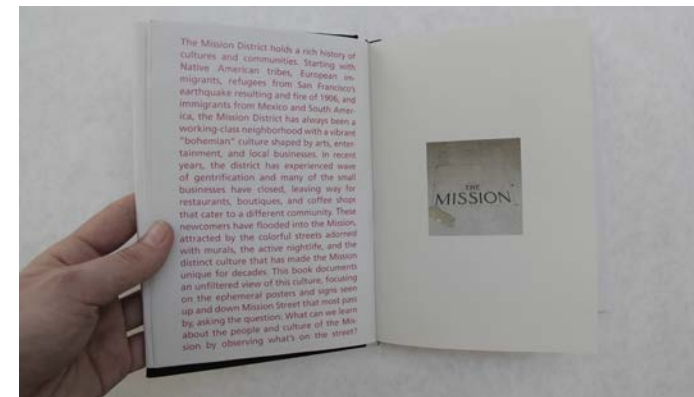 The Mission District holds a rich history of
cultures and communities. Starting with
Native American tribes, European im-
migrants, refugees from San Francisco's
earthquake resulting and fire of 1906, and
immigrants from Mexico and South Amer-
ica, the Mission District has always been a
working-class neighborhood with a vibrant
"bohemian" culture shaped by arts, enter-
tainment, and local businesses. In recent
years, the district has experienced wave
of gentrification and many of the small
businesses have closed, leaving way for
restaurants, boutiques, and coffee shops
that cater to a different community. These
newcomers have flooded into the Mission,
attracted by the colorful streets adorned
with murals, the active nightlife, and the
distinct culture that has made the Mission
unique for decades. This book documents
an unfiltered view of this culture, focusing
on the ephemeral posters and signs seen
up and down Mission Street that most pass
by, asking the question: What can we learn
about the people and culture of the Mis-
sion by observing what's on the street?
THE
MISSION